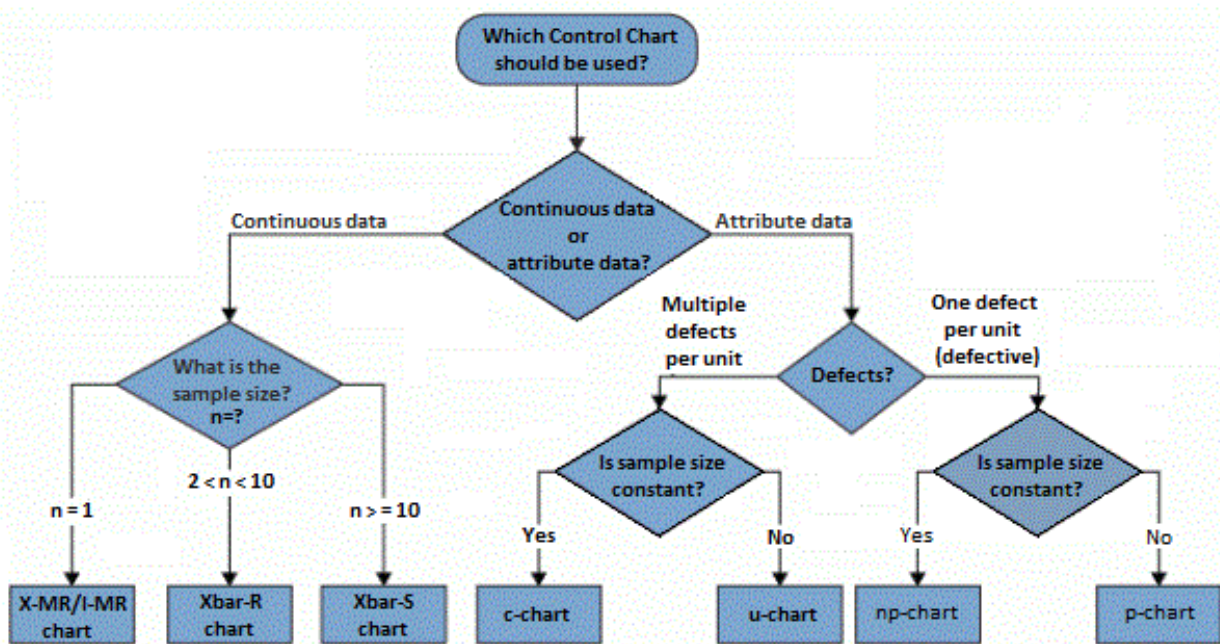 Which Control Chart
should be used?
Continuous data
or
attribute data?
Continuous data
Attribute data
What is the
sample size?
n=?
Multiple
defects
per unit
One defect
per unit
(defective)
Defects?
Is sample size
constant?
Is sample size
constant?
n = 1
2 < n < 10
n >= 10
Yes
No
Yes
No
X-MR/I-MR
chart
Xbar-R
chart
Xbar-S
chart
c-chart
u-chart
np-chart
p-chart